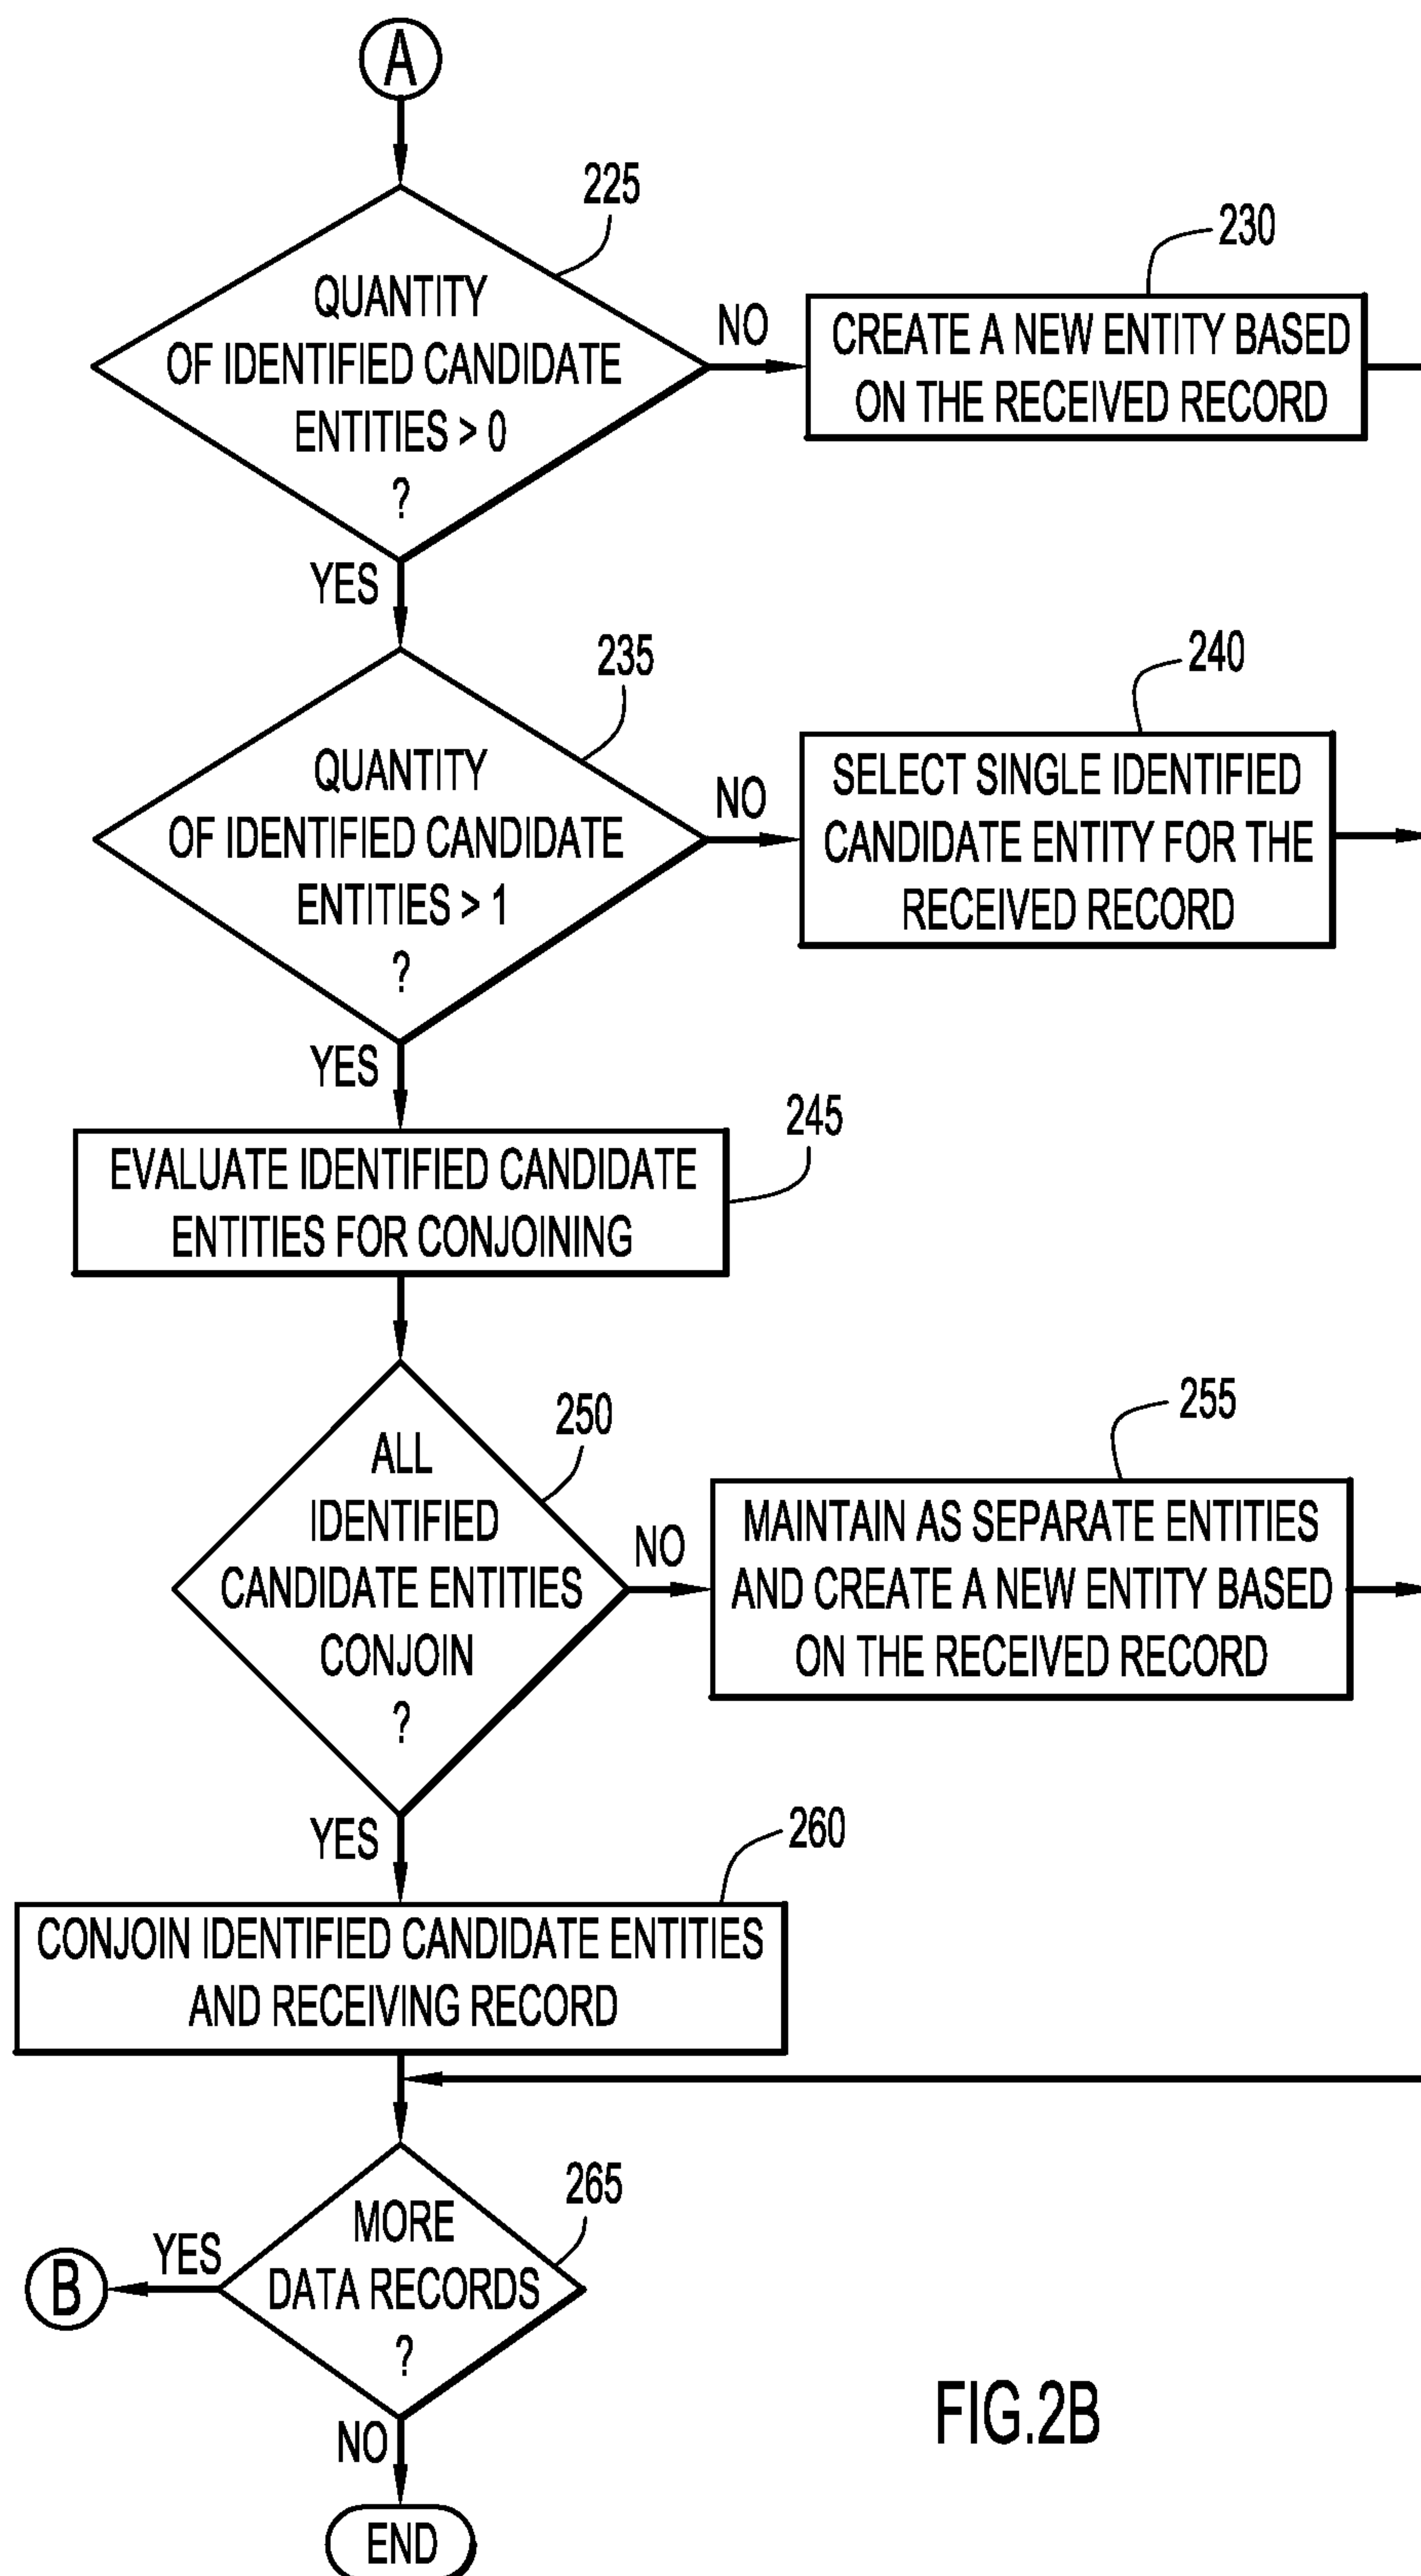 A
225
QUANTITY
OF IDENTIFIED CANDIDATE
ENTITIES > 0
?
NO
230
CREATE A NEW ENTITY BASED
ON THE RECEIVED RECORD
YES
235
QUANTITY
OF IDENTIFIED CANDIDATE
ENTITIES > 1
?
NO
240
SELECT SINGLE IDENTIFIED
CANDIDATE ENTITY FOR THE
RECEIVED RECORD
YES
245
EVALUATE IDENTIFIED CANDIDATE
ENTITIES FOR CONJOINING
250
ALL
IDENTIFIED
CANDIDATE ENTITIES
CONJOIN
?
NO
255
MAINTAIN AS SEPARATE ENTITIES
AND CREATE A NEW ENTITY BASED
ON THE RECEIVED RECORD
YES
260
CONJOIN IDENTIFIED CANDIDATE ENTITIES
AND RECEIVING RECORD
265
MORE
DATA RECORDS
?
YES
B
NO
END
FIG.2B